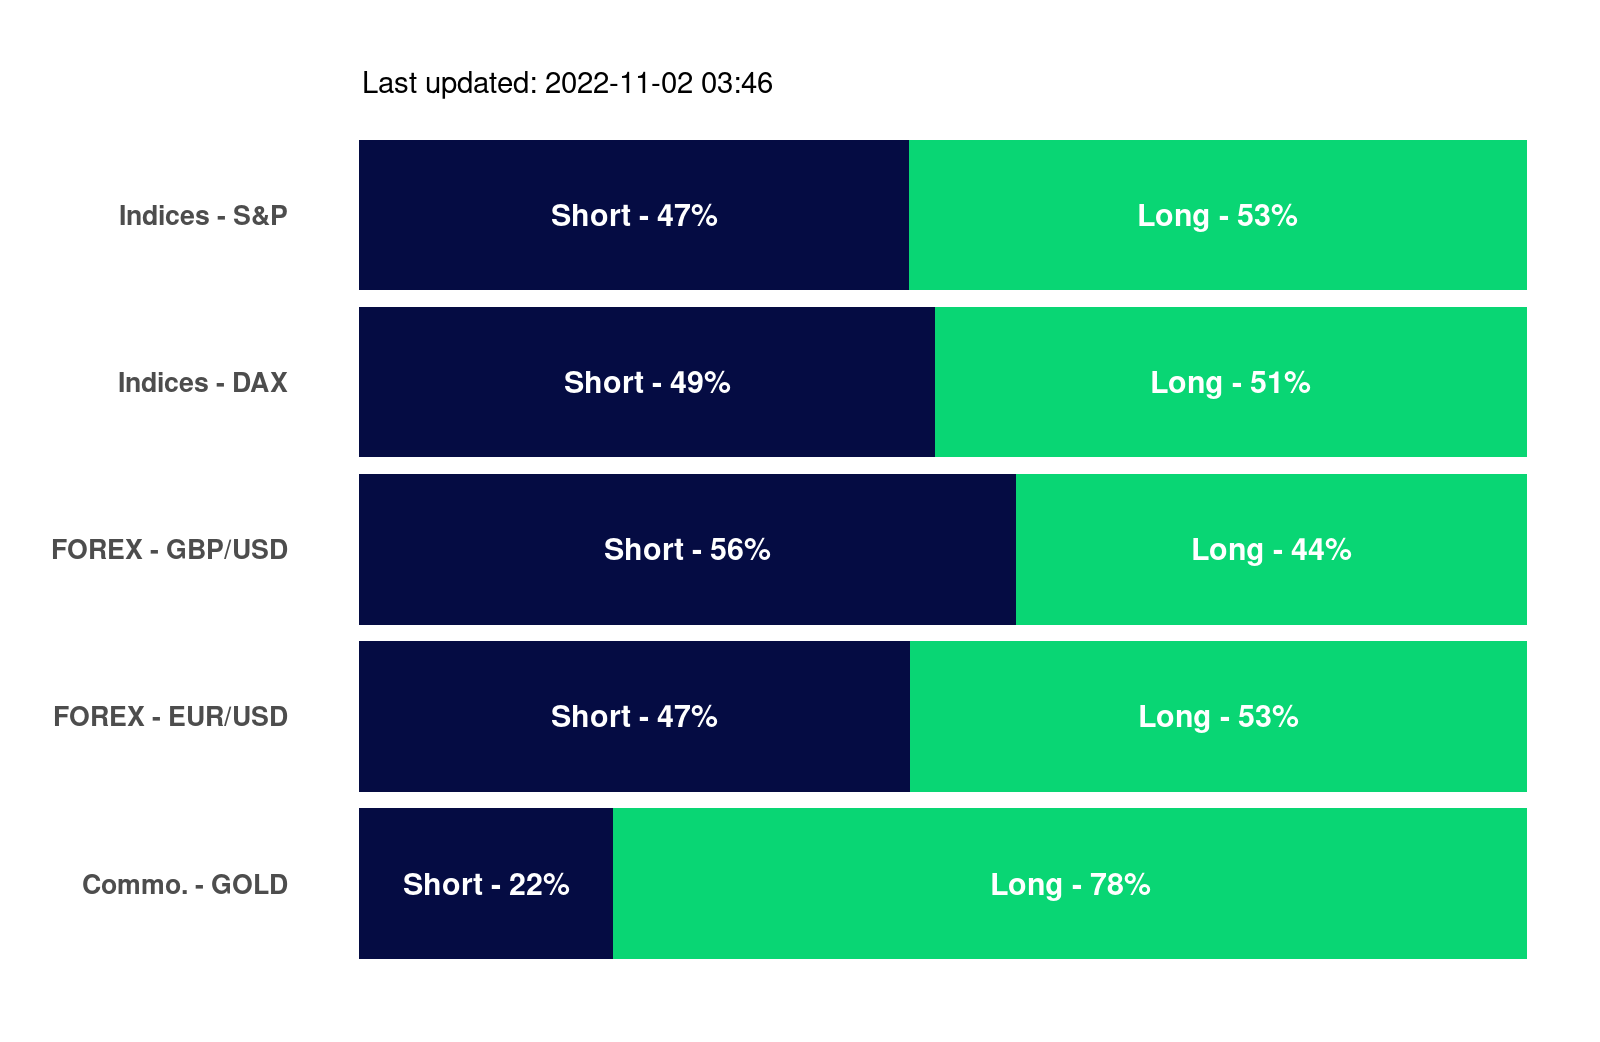 Last updated: 2022-11-02 03:46
Indices - S&P
Short - 47%
Long - 53%
Indices - DAX
Short - 49%
Long - 51%
FOREX - GBP/USD
Short - 56%
Long - 44%
FOREX - EUR/USD
Short - 47%
Long - 53%
Commo. - GOLD
Short - 22%
Long - 78%